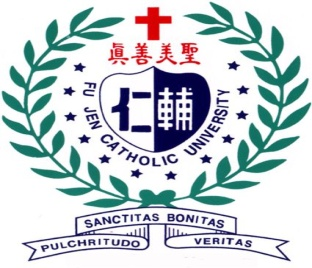 眞善美聖
FU JEN CATHOLIC UNIVERSITY
仁輔
SANCTITAS BONITAS
PULCHRITUDO VERITAS